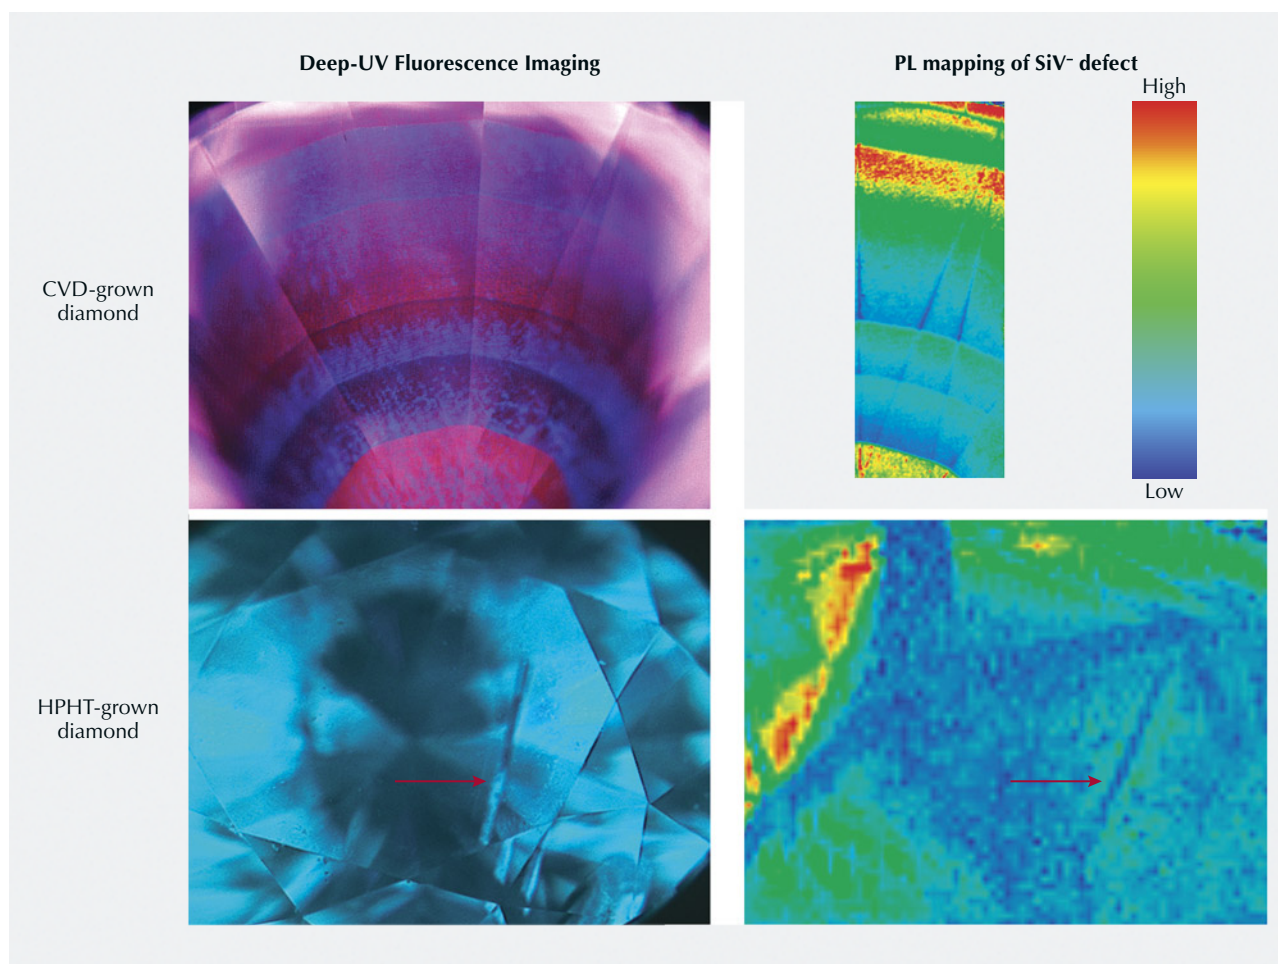 Deep-UV Fluorescence Imaging
PL mapping of SiV⁻ defect
High
CVD-grown
diamond
Low
HPHT-grown
diamond